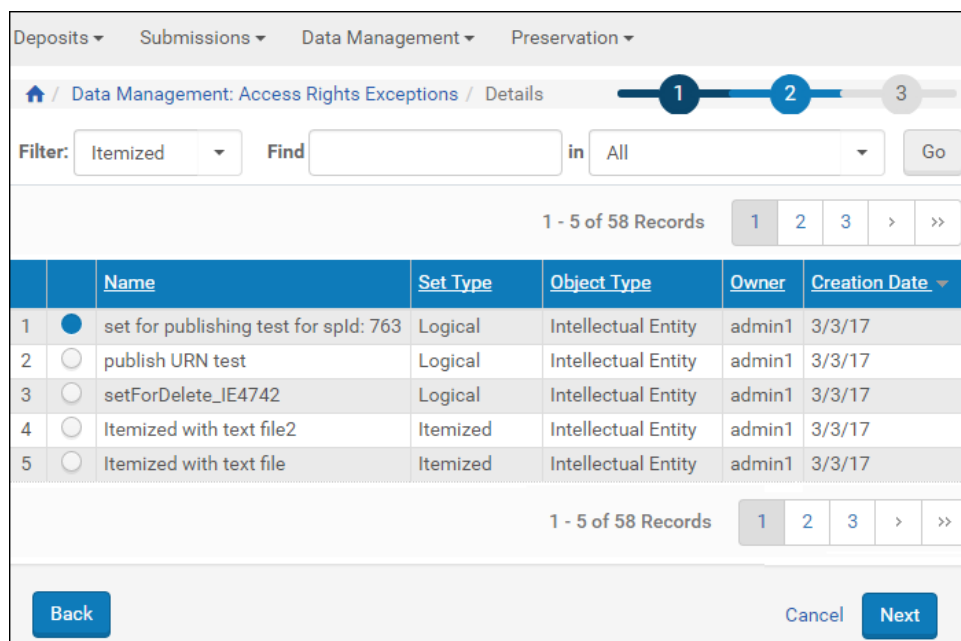 Deposits Submissions Data Management Preservation
/ Data Management: Access Rights Exceptions / Details 1 2 3
Filter: Itemized Find in All Go
1 - 5 of 58 Records 1 2 3 › ››
Name Set Type Object Type Owner Creation Date
1 set for publishing test for spId: 763 Logical Intellectual Entity admin1 3/3/17
2 publish URN test Logical Intellectual Entity admin1 3/3/17
3 setForDelete_IE4742 Logical Intellectual Entity admin1 3/3/17
4 Itemized with text file2 Itemized Intellectual Entity admin1 3/3/17
5 Itemized with text file Itemized Intellectual Entity admin1 3/3/17
1 - 5 of 58 Records 1 2 3 › ››
Back Cancel Next